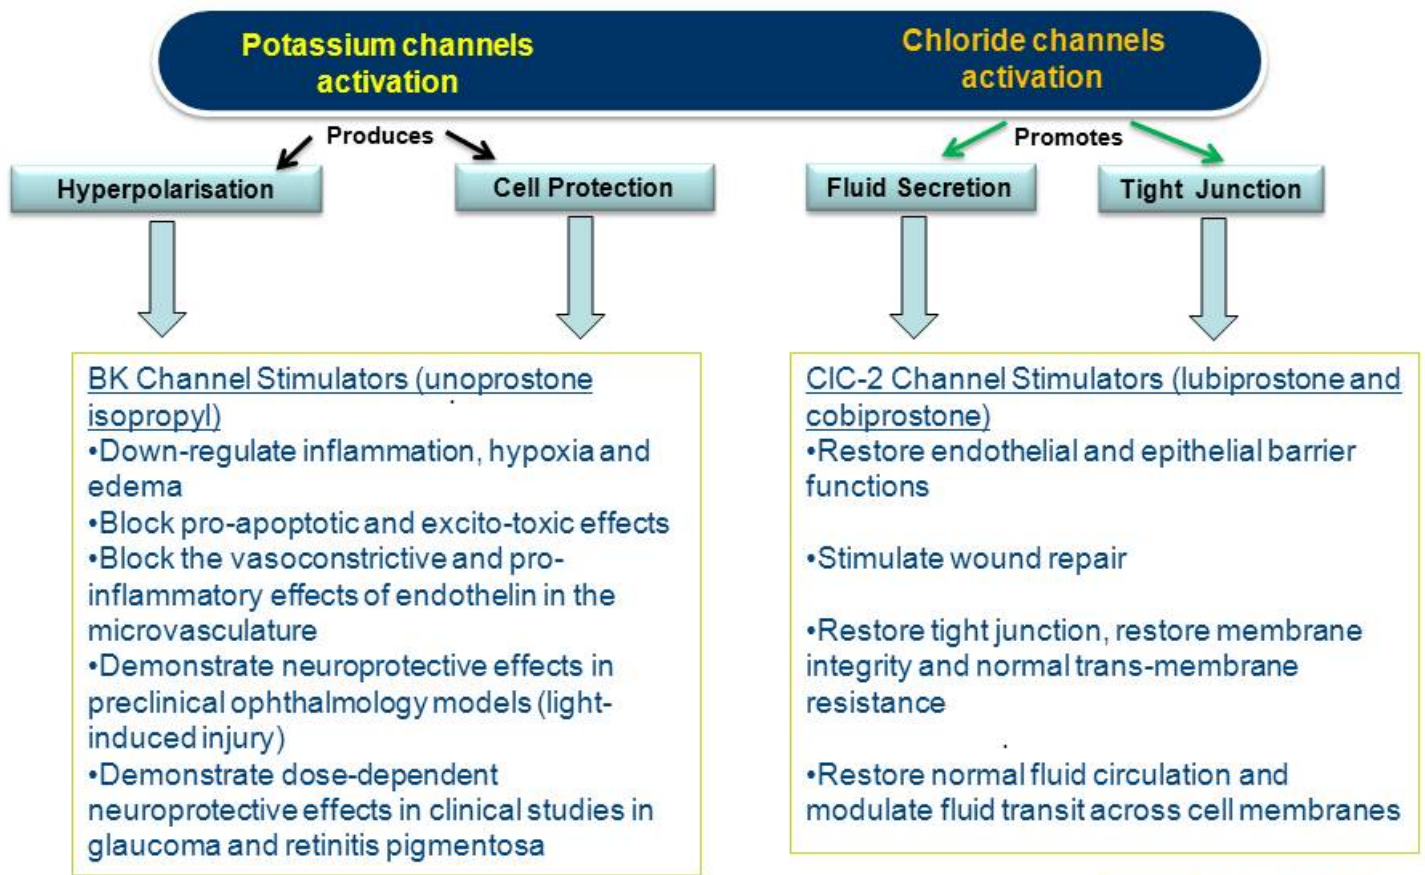 Potassium channels
activation
Chloride channels
activation
Produces
Promotes
Hyperpolarisation
Cell Protection
Fluid Secretion
Tight Junction
BK Channel Stimulators (unoprostone
isopropyl)
•Down-regulate inflammation, hypoxia and
edema
•Block pro-apoptotic and excito-toxic effects
•Block the vasoconstrictive and pro-
inflammatory effects of endothelin in the
microvasculature
•Demonstrate neuroprotective effects in
preclinical ophthalmology models (light-
induced injury)
•Demonstrate dose-dependent
neuroprotective effects in clinical studies in
glaucoma and retinitis pigmentosa
ClC-2 Channel Stimulators (lubiprostone and
cobiprostone)
•Restore endothelial and epithelial barrier
functions
•Stimulate wound repair
•Restore tight junction, restore membrane
integrity and normal trans-membrane
resistance
•Restore normal fluid circulation and
modulate fluid transit across cell membranes